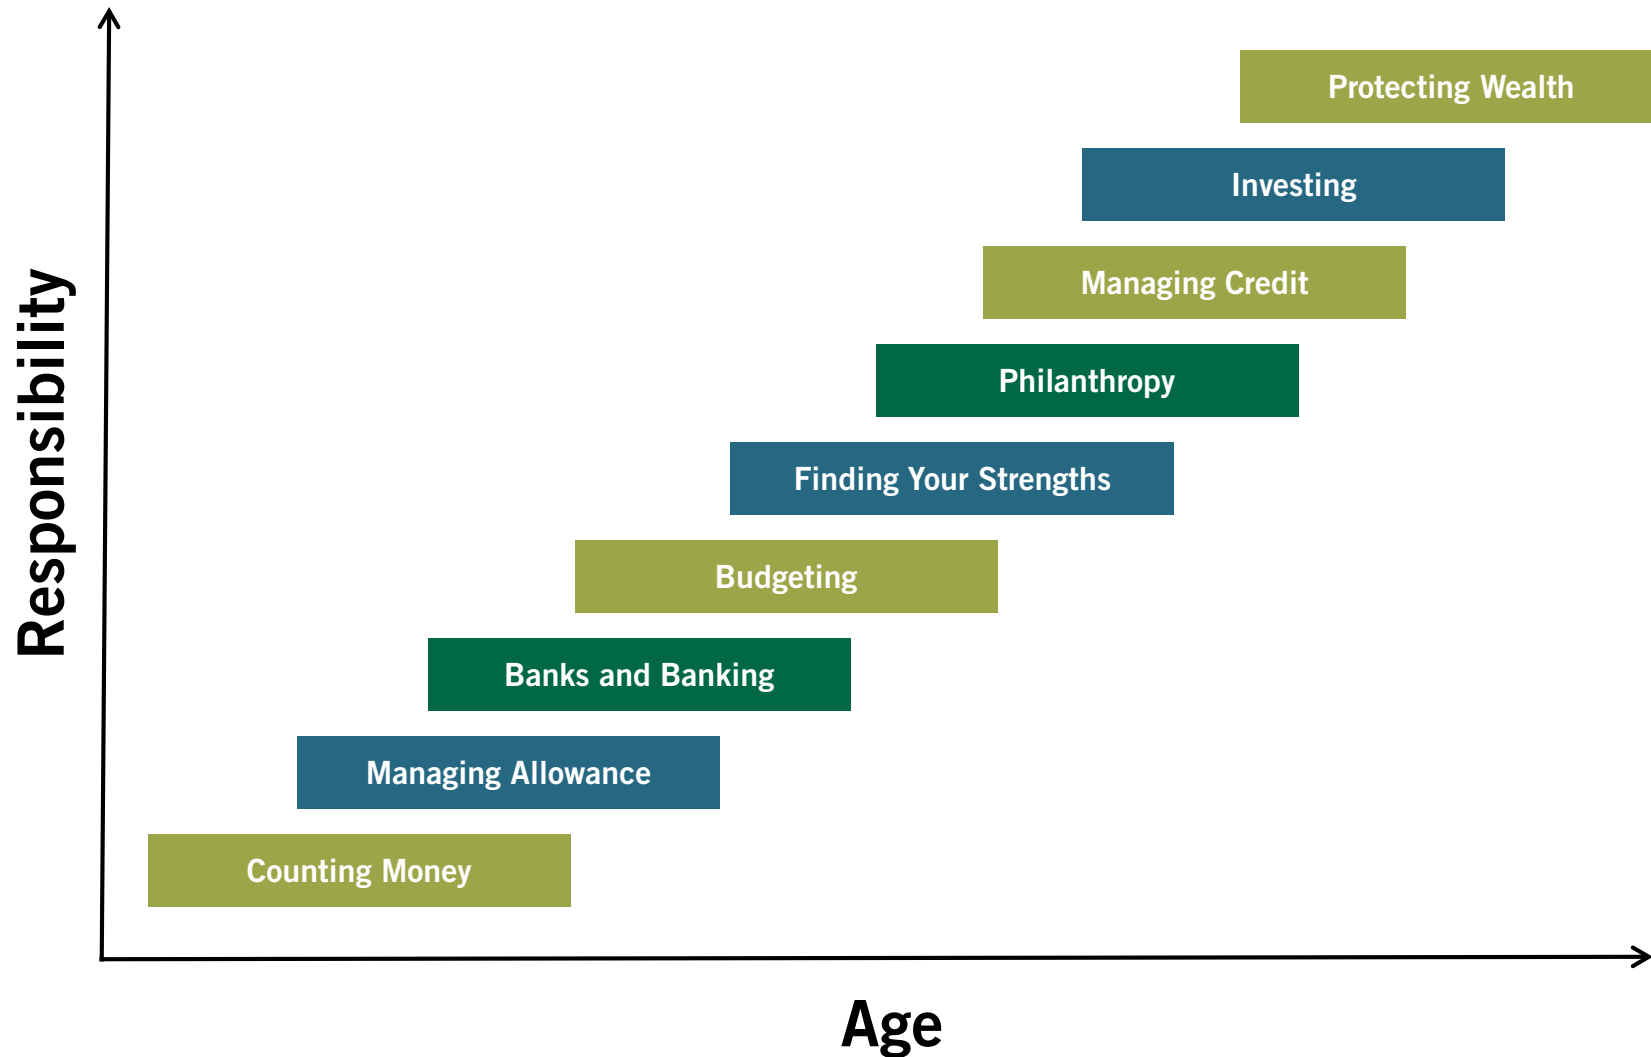 Protecting Wealth
Investing
Managing Credit
Philanthropy
Finding Your Strengths
Budgeting
Banks and Banking
Managing Allowance
Counting Money
Responsibility
Age